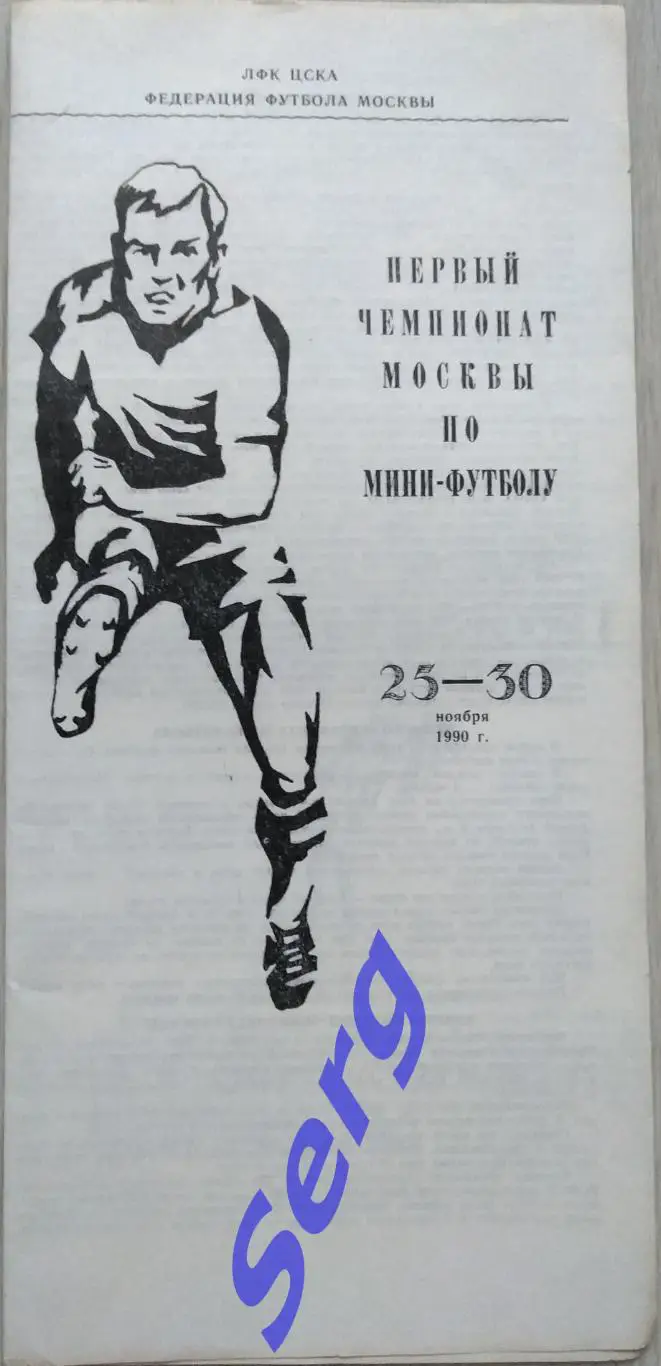 ЛФК ЦСКА
ФЕДЕРАЦИЯ ФУТБОЛА МОСКВЫ
ПЕРВЫЙ
ЧЕМПИОНАТ
МОСКВЫ
ПО
МИНИ-ФУТБОЛУ
25—30
ноября
1990 г.
Serg